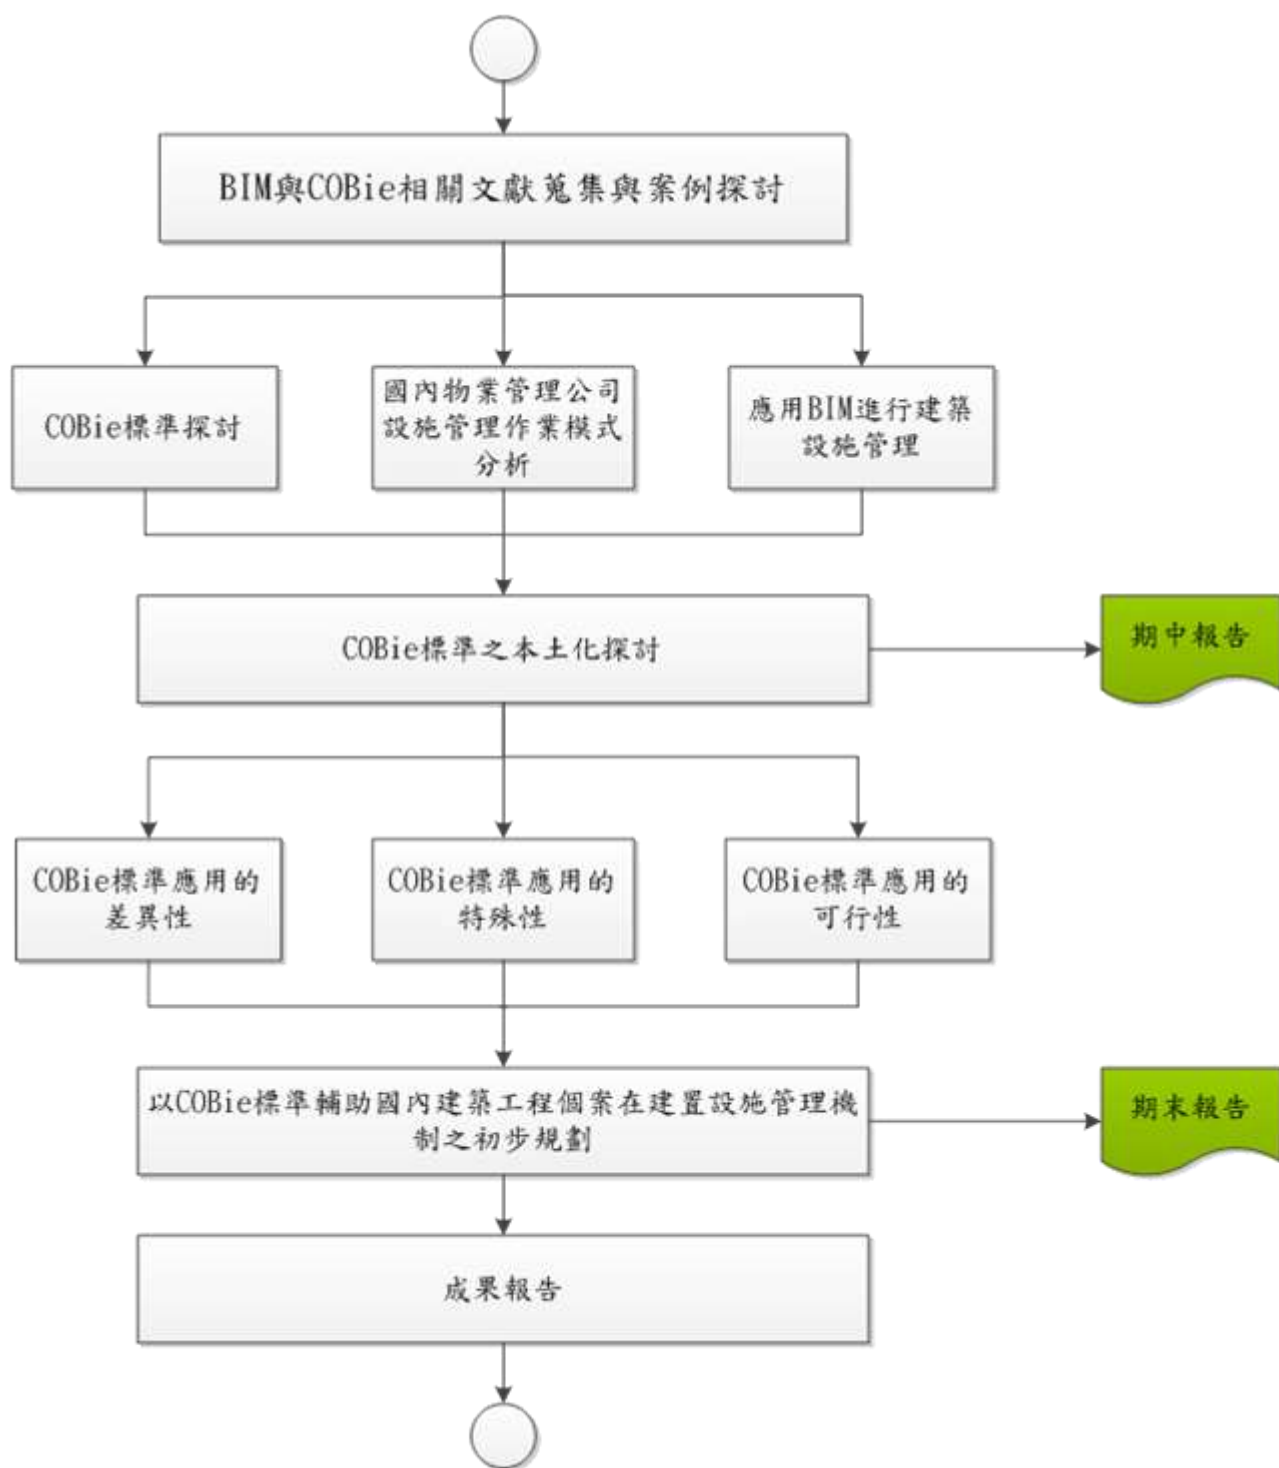 BIM與COBie相關文獻蒐集與案例探討
COBie標準探討
國內物業管理公司
設施管理作業模式
分析
應用BIM進行建築
設施管理
COBie標準之本土化探討
期中報告
COBie標準應用的
差異性
COBie標準應用的
特殊性
COBie標準應用的
可行性
以COBie標準輔助國內建築工程個案在建置設施管理機
制之初步規劃
期末報告
成果報告